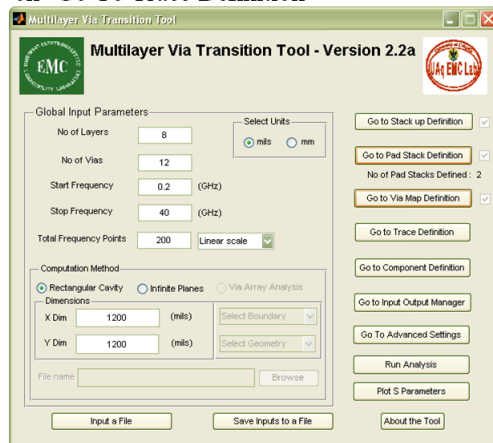 Multilayer Via Transition Tool
Multilayer Via Transition Tool - Version 2.2a
EMC
UAq EMC Lab
Global Input Parameters
No of Layers
8
No of Vias
12
Start Frequency
0.2
(GHz)
Stop Frequency
40
(GHz)
Total Frequency Points
200
Linear scale
Select Units
mils
mm
Computation Method
Rectangular Cavity
Infinite Planes
Via Array Analysis
Dimensions
X Dim
1200
(mils)
Y Dim
1200
(mils)
Select Boundary
Select Geometry
File name
Browse
Input a File
Save Inputs to a File
Go to Stack up Definition
Go to Pad Stack Definition
No of Pad Stacks Defined : 2
Go to Via Map Definition
Go to Trace Definition
Go to Component Definition
Go to Input Output Manager
Go To Advanced Settings
Run Analysis
Plot S Parameters
About the Tool